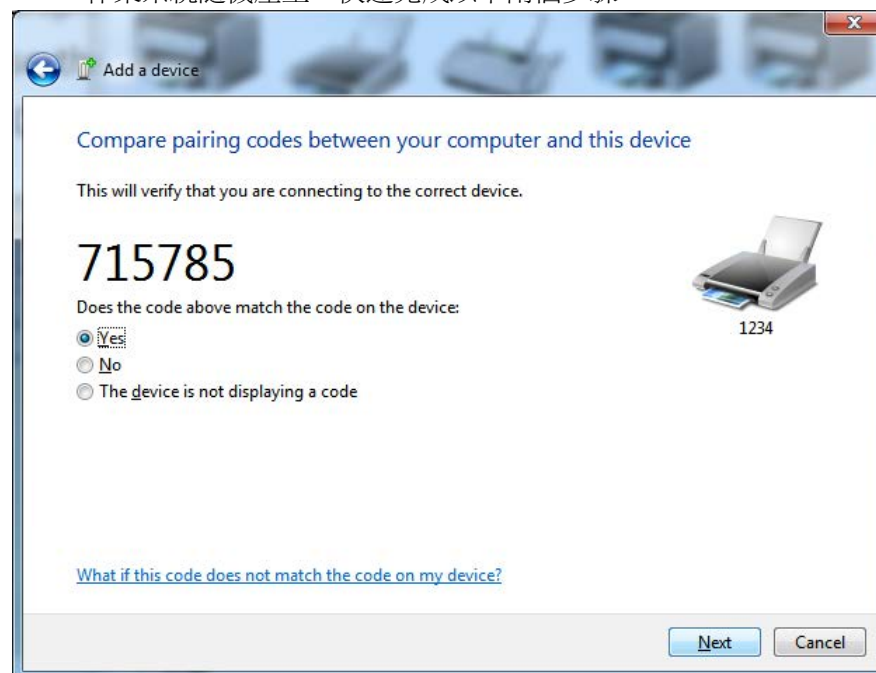 Add a device
Compare pairing codes between your computer and this device
This will verify that you are connecting to the correct device.
715785
Does the code above match the code on the device:
Yes
No
The device is not displaying a code
1234
What if this code does not match the code on my device?
Next Cancel